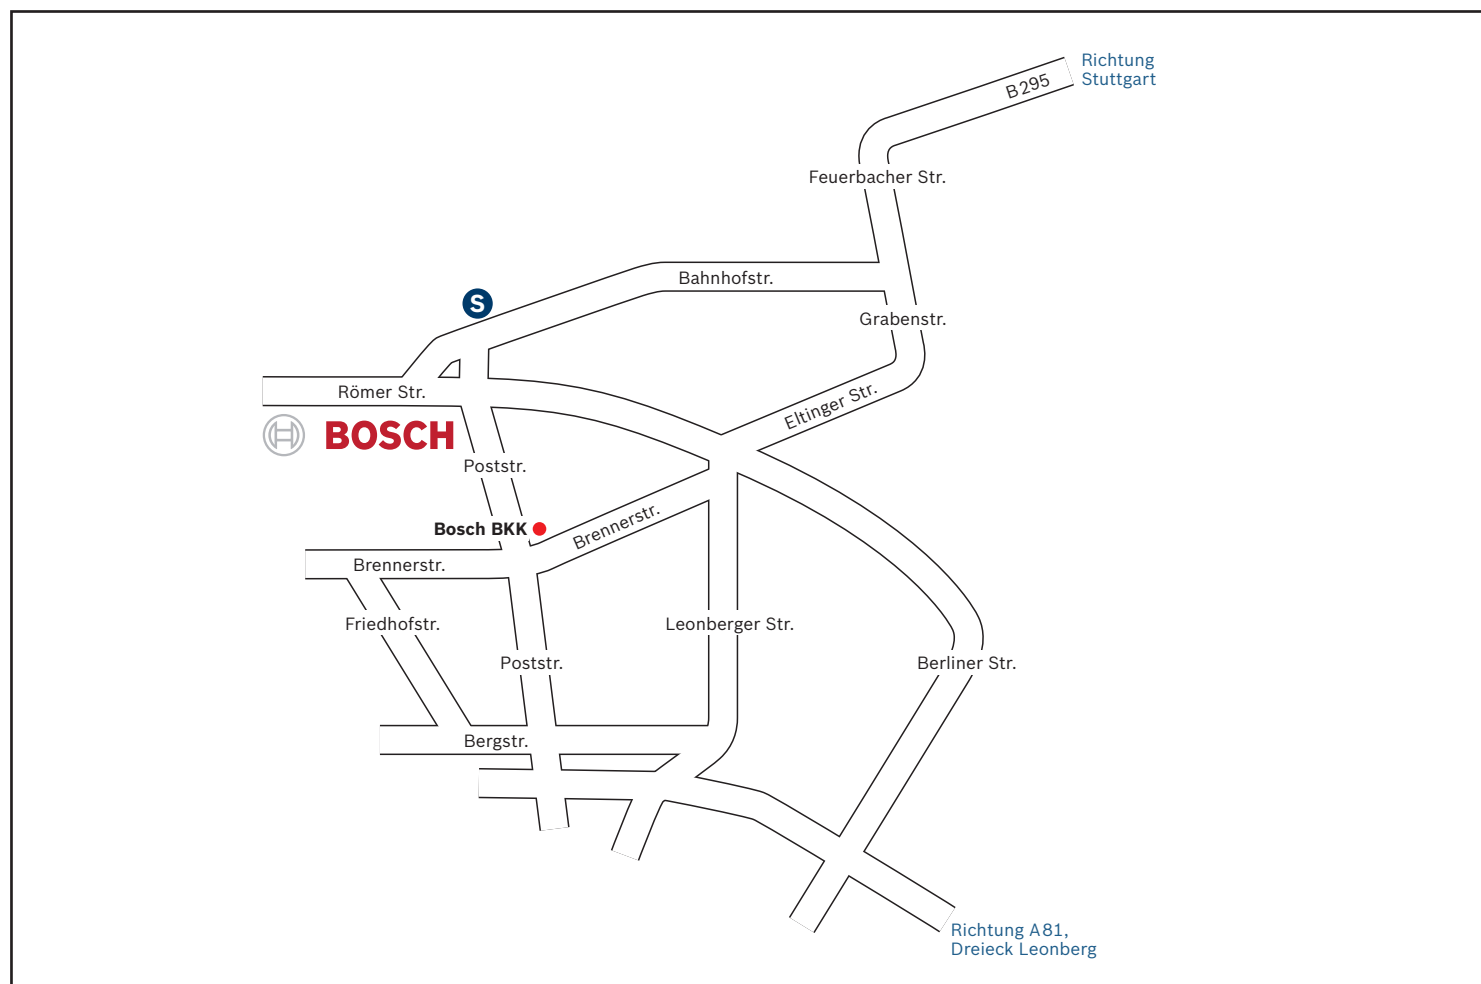 Richtung
Stuttgart
B 295
Feuerbacher Str.
Bahnhofstr.
S
Grabenstr.
Römer Str.
Eltinger Str.
BOSCH
Poststr.
Bosch BKK
Brennerstr.
Brennerstr.
Friedhofstr.
Leonberger Str.
Poststr.
Berliner Str.
Bergstr.
Richtung A 81,
Dreieck Leonberg